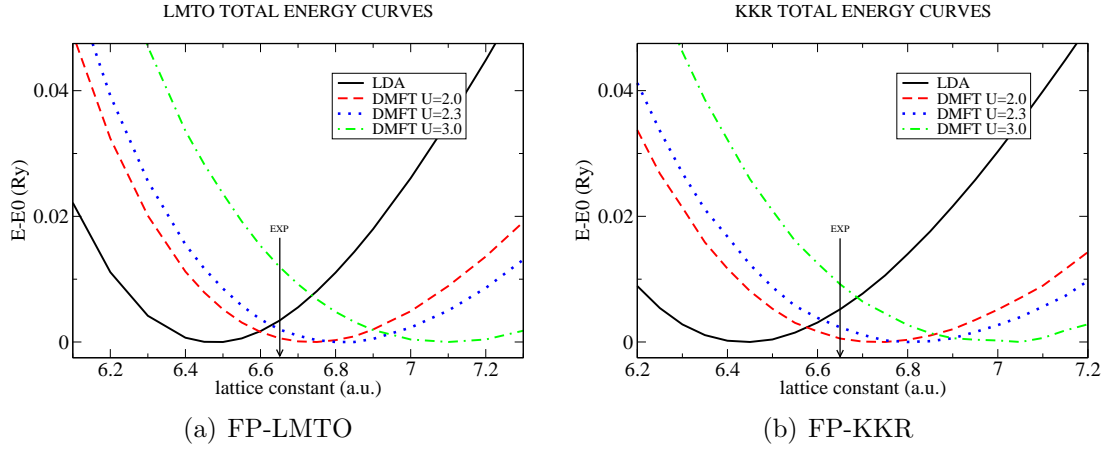 LMTO TOTAL ENERGY CURVES
LDA
DMFT U=2.0
DMFT U=2.3
DMFT U=3.0
EXP
E-E0 (Ry)
0.04
0.02
0
6.2 6.4 6.6 6.8 7 7.2
lattice constant (a.u.)
(a) FP-LMTO
KKR TOTAL ENERGY CURVES
LDA
DMFT U=2.0
DMFT U=2.3
DMFT U=3.0
EXP
E-E0 (Ry)
0.04
0.02
0
6.2 6.4 6.6 6.8 7 7.2
lattice constant (a.u.)
(b) FP-KKR